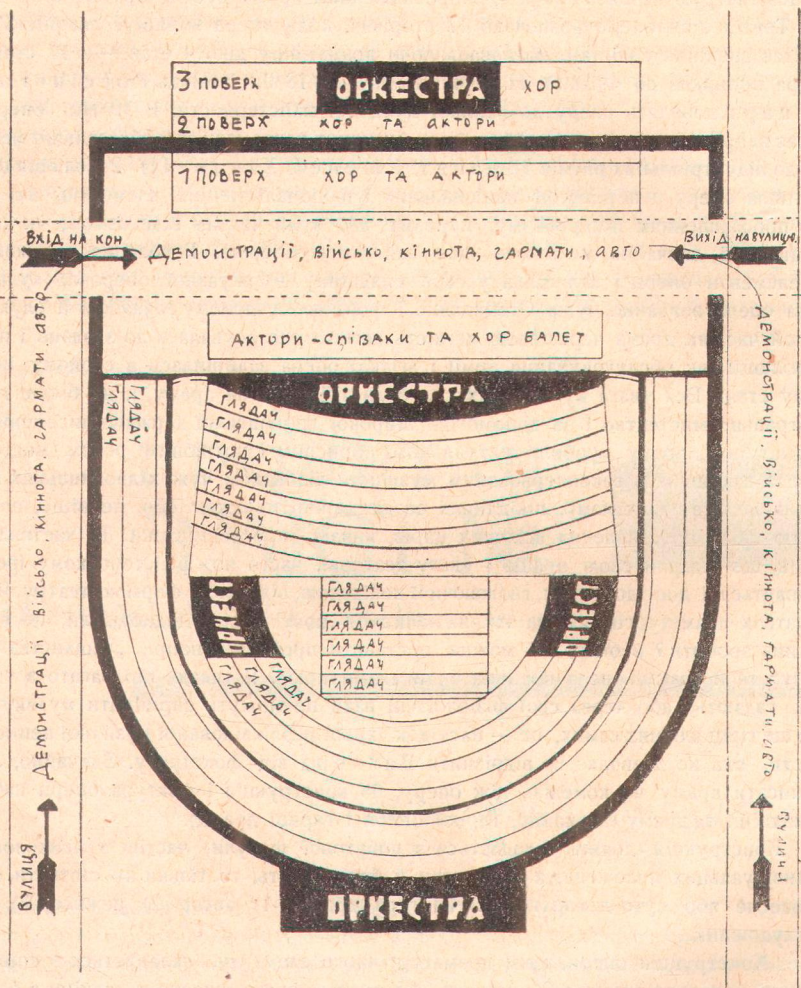 3 ПОВЕРХ ОРКЕСТРА ХОР
2 ПОВЕРХ ХОР ТА АКТОРИ
1 ПОВЕРХ ХОР ТА АКТОРИ
ВХІД НА КОН
ДЕМОНСТРАЦІЇ, ВІЙСЬКО, КІННОТА, ГАРМАТИ, АВТО
ВИХІД НА ВУЛИЦЮ.
АКТОРИ-СПІВАКИ ТА ХОР БАЛЕТ
ОРКЕСТРА
ГЛЯДАЧ
ГЛЯДАЧ
ГЛЯДАЧ
ГЛЯДАЧ
ГЛЯДАЧ
ГЛЯДАЧ
ГЛЯДАЧ
ГЛЯДАЧ
ГЛЯДАЧ
ОРКЕСТ
ГЛЯДАЧ
ГЛЯДАЧ
ГЛЯДАЧ
ГЛЯДАЧ
ГЛЯДАЧ
ГЛЯДАЧ
ОРКЕСТ
ГЛЯДАЧ
ГЛЯДАЧ
ГЛЯДАЧ
ДЕМОНСТРАЦІЇ ВІЙСЬКО КІННОТА ГАРМАТИ АВТО
ДЕМОНСТРАЦІЇ. ВІЙСЬКО, КІННОТА, ГАРМАТИ АВТО
ВУЛИЦЯ
ВУЛИЦЯ
ОРКЕСТРА